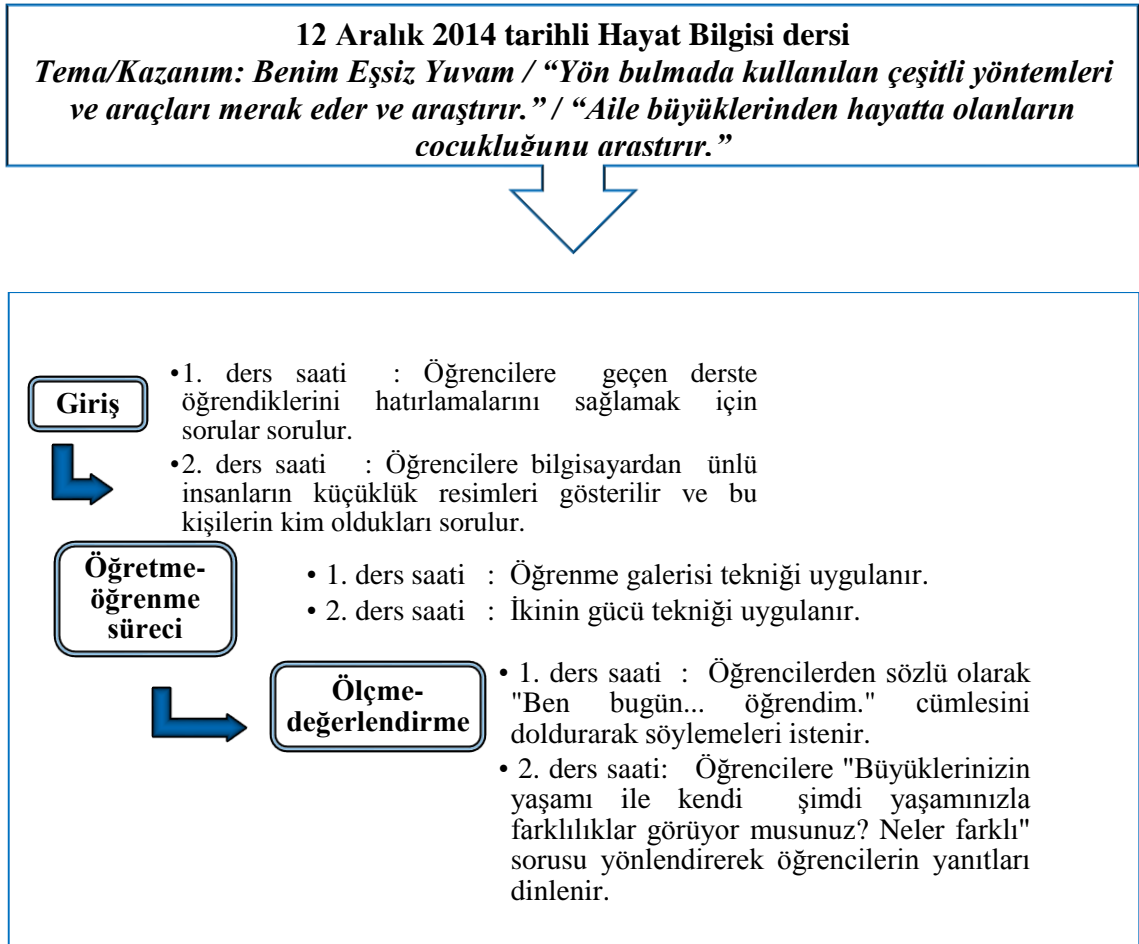 12 Aralık 2014 tarihli Hayat Bilgisi dersi
Tema/Kazanım: Benim Eşsiz Yuvam / “Yön bulmada kullanılan çeşitli yöntemleri
ve araçları merak eder ve araştırır.” / “Aile büyüklerinden hayatta olanların
çocukluğunu araştırır.”
Giriş
•1. ders saati : Öğrencilere geçen derste
öğrendiklerini hatırlamalarını sağlamak için
sorular sorulur.
•2. ders saati : Öğrencilere bilgisayardan ünlü
insanların küçüklük resimleri gösterilir ve bu
kişilerin kim oldukları sorulur.
Öğretme-
öğrenme
süreci
• 1. ders saati : Öğrenme galerisi tekniği uygulanır.
• 2. ders saati : İkinin gücü tekniği uygulanır.
Ölçme-
değerlendirme
• 1. ders saati : Öğrencilerden sözlü olarak
"Ben bugün... öğrendim." cümlesini
doldurarak söylemeleri istenir.
• 2. ders saati: Öğrencilere "Büyüklerinizin
yaşamı ile kendi şimdi yaşamınızla
farklılıklar görüyor musunuz? Neler farklı"
sorusu yönlendirerek öğrencilerin yanıtları
dinlenir.